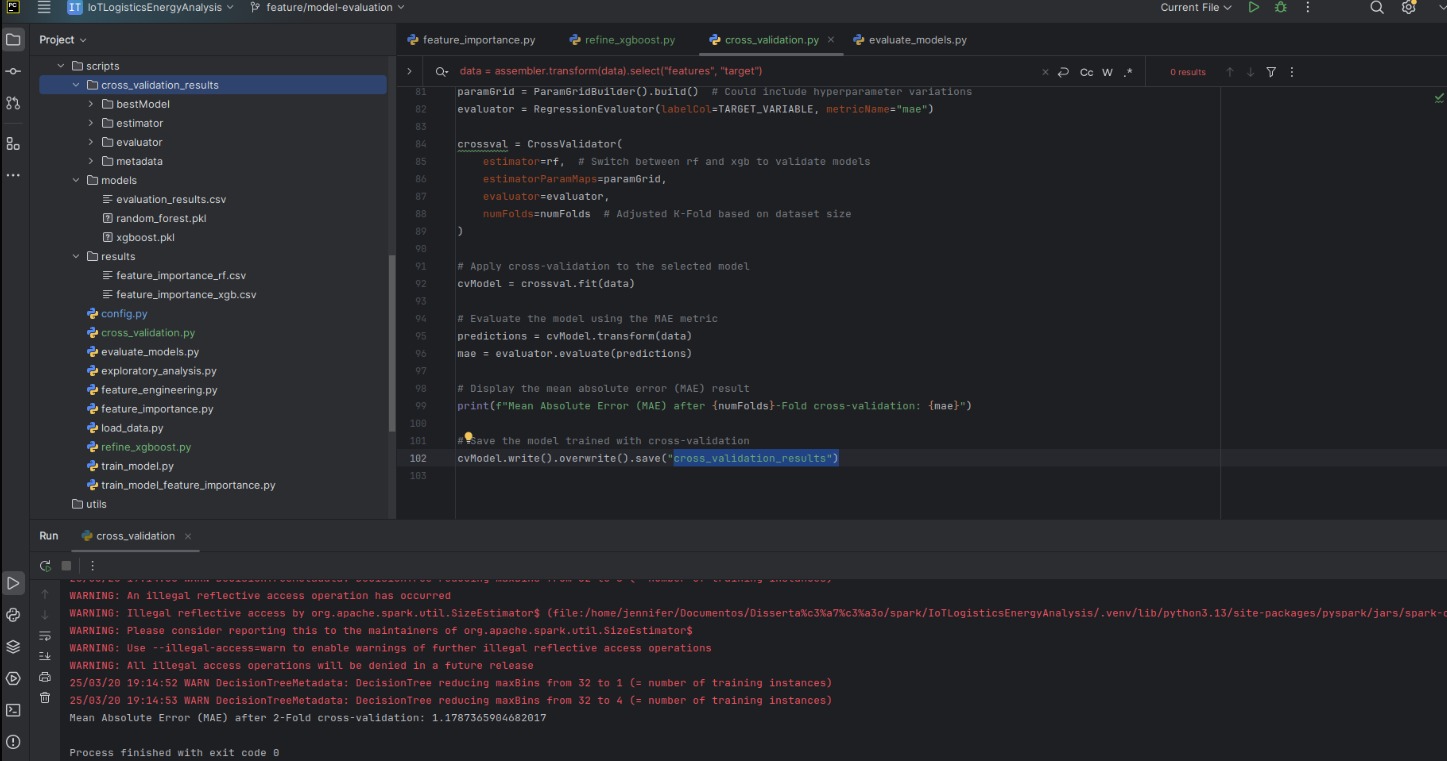 PC
IT IoTLogisticsEnergyAnalysis
feature/model-evaluation
Current File
Project
feature_importance.py
refine_xgboost.py
cross_validation.py
evaluate_models.py
scripts
cross_validation_results
bestModel
estimator
evaluator
metadata
models
evaluation_results.csv
random_forest.pkl
xgboost.pkl
results
feature_importance_rf.csv
feature_importance_xgb.csv
config.py
cross_validation.py
evaluate_models.py
exploratory_analysis.py
feature_engineering.py
feature_importance.py
load_data.py
refine_xgboost.py
train_model.py
train_model_feature_importance.py
utils
data = assembler.transform(data).select("features", "target")
Cc W .*
0 results
81 paramGrid = ParamGridBuilder().build()  # Could include hyperparameter variations
82 evaluator = RegressionEvaluator(labelCol=TARGET_VARIABLE, metricName="mae")
83
84 crossval = CrossValidator(
85     estimator=rf,  # Switch between rf and xgb to validate models
86     estimatorParamMaps=paramGrid,
87     evaluator=evaluator,
88     numFolds=numFolds  # Adjusted K-Fold based on dataset size
89 )
90
91 # Apply cross-validation to the selected model
92 cvModel = crossval.fit(data)
93
94 # Evaluate the model using the MAE metric
95 predictions = cvModel.transform(data)
96 mae = evaluator.evaluate(predictions)
97
98 # Display the mean absolute error (MAE) result
99 print(f"Mean Absolute Error (MAE) after {numFolds}-Fold cross-validation: {mae}")
100
101 # Save the model trained with cross-validation
102 cvModel.write().overwrite().save("cross_validation_results")
103
Run
cross_validation
WARN DecisionTreeMetadata: DecisionTree reducing maxBins from 32 to (= number of training instances)
WARNING: An illegal reflective access operation has occurred
WARNING: Illegal reflective access by org.apache.spark.util.SizeEstimator$ (file:/home/jennifer/Documentos/Disserta%c3%a7%c3%a3o/spark/IoTLogisticsEnergyAnalysis/.venv/lib/python3.13/site-packages/pyspark/jars/spark-c
WARNING: Please consider reporting this to the maintainers of org.apache.spark.util.SizeEstimator$
WARNING: Use --illegal-access=warn to enable warnings of further illegal reflective access operations
WARNING: All illegal access operations will be denied in a future release
25/03/20 19:14:52 WARN DecisionTreeMetadata: DecisionTree reducing maxBins from 32 to 1 (= number of training instances)
25/03/20 19:14:53 WARN DecisionTreeMetadata: DecisionTree reducing maxBins from 32 to 4 (= number of training instances)
Mean Absolute Error (MAE) after 2-Fold cross-validation: 1.1787365904682017
Process finished with exit code 0